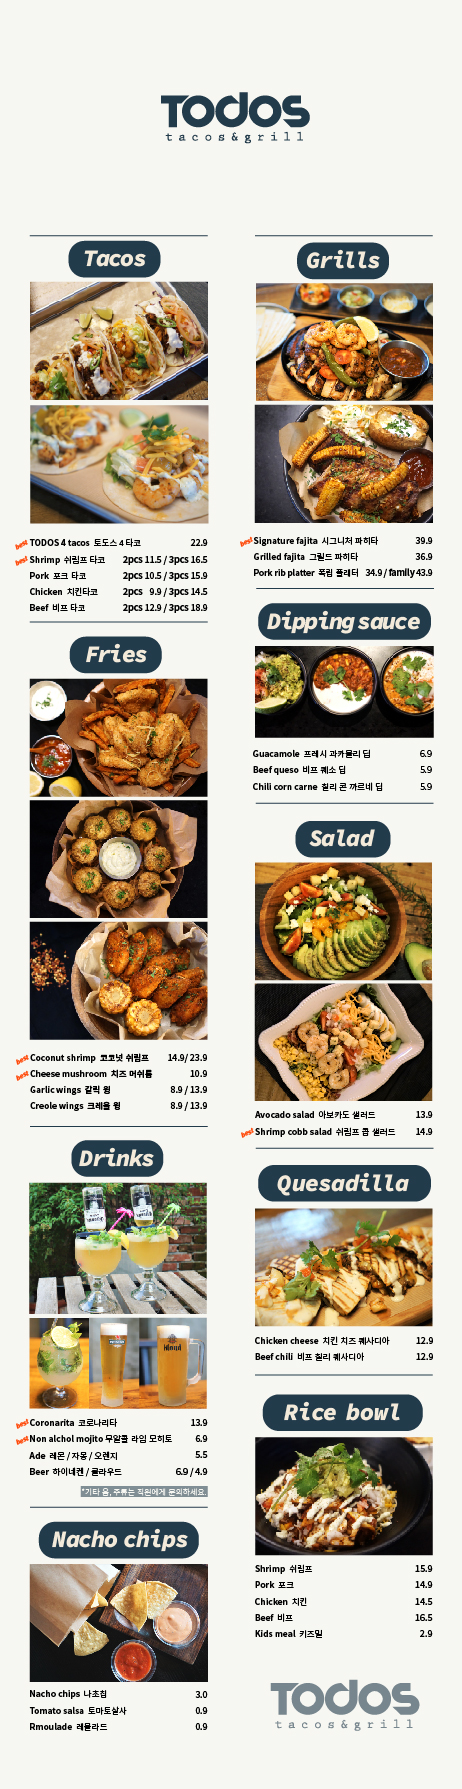 TODOS
tacos&grill
Tacos
TODOS 4 tacos 토도스 4 타코 22.9
best Shrimp 쉬림프 타코 2pcs 11.5 / 3pcs 16.5
Pork 포크 타코 2pcs 10.5 / 3pcs 15.9
Chicken 치킨타코 2pcs 9.9 / 3pcs 14.5
Beef 비프 타코 2pcs 12.9 / 3pcs 18.9
Fries
best Coconut shrimp 코코넛 쉬림프 14.9/ 23.9
best Cheese mushroom 치즈 머쉬룸 10.9
Garlic wings 갈릭 윙 8.9 / 13.9
Creole wings 크레올 윙 8.9 / 13.9
Drinks
best Coronarita 코로나리타 13.9
best Non alchol mojito 무알콜 라임 모히토 6.9
Ade 레몬 / 자몽 / 오렌지 5.5
Beer 하이네켄 / 클라우드 6.9 / 4.9
*기타 음, 주류는 직원에게 문의하세요.
Nacho chips
Nacho chips 나초칩 3.0
Tomato salsa 토마토살사 0.9
Rmoulade 레물라드 0.9
Grills
best Signature fajita 시그니처 파히타 39.9
Grilled fajita 그릴드 파히타 36.9
Pork rib platter 폭립 플래터 34.9 / family 43.9
Dipping sauce
Guacamole 프레시 과카몰리 딥 6.9
Beef queso 비프 퀘소 딥 5.9
Chili corn carne 칠리 콘 까르네 딥 5.9
Salad
Avocado salad 아보카도 샐러드 13.9
best Shrimp cobb salad 쉬림프 콥 샐러드 14.9
Quesadilla
Chicken cheese 치킨 치즈 퀘사디아 12.9
Beef chili 비프 칠리 퀘사디아 12.9
Rice bowl
Shrimp 쉬림프 15.9
Pork 포크 14.9
Chicken 치킨 14.5
Beef 비프 16.5
Kids meal 키즈밀 2.9
TODOS
tacos&grill